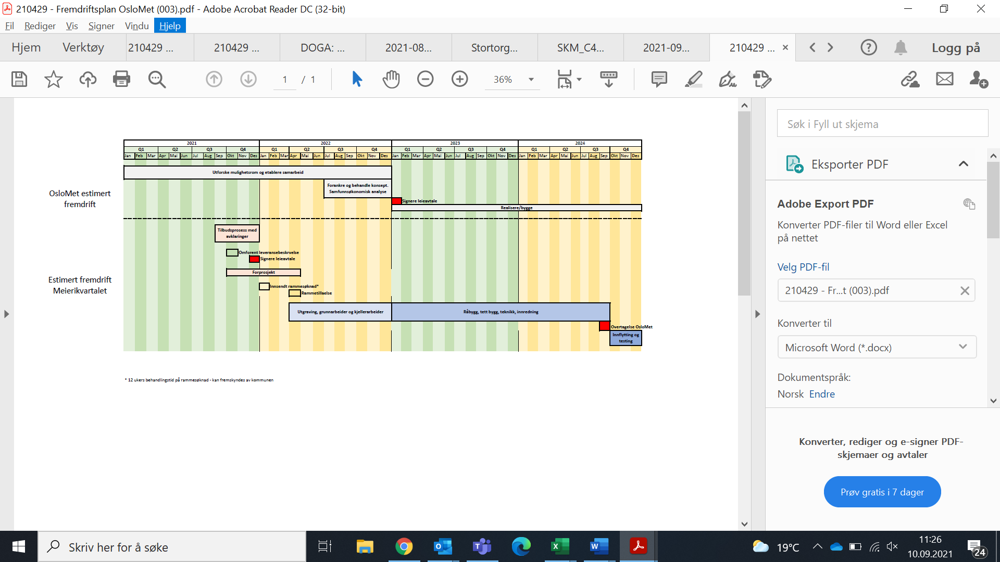 210429 - Fremdriftsplan OsloMet (003).pdf - Adobe Acrobat Reader DC (32-bit)
Fil Rediger Vis Signer Vindu Hjelp
Hjem Verktøy 210429 ... 210429 ... DOGA: ... 2021-08... Stortorg... SKM_C4... 2021-09... 210429 ... Logg på
1 / 1 36%
2021 2022 2023 2024
Q1 Q2 Q3 Q4 Q1 Q2 Q3 Q4 Q1 Q2 Q3 Q4 Q1 Q2 Q3 Q4
Jan Feb Mar Apr Mai Jun Jul Aug Sep Okt Nov Des Jan Feb Mar Apr Mai Jun Jul Aug Sep Okt Nov Des Jan Feb Mar Apr Mai Jun Jul Aug Sep Okt Nov Des Jan Feb Mar Apr Mai Jun Jul Aug Sep Okt Nov Des
OsloMet estimert
fremdrift
Utforske mulighetsrom og etablere samarbeid
Forankre og behandle konsept.
Samfunnsøkonomisk analyse
Signere leieavtale
Realisere/bygge
Estimert fremdrift
Meierikvartalet
Tilbudsprosess med
avklaringer
Omforent leveransebeskrvelse
Signere leieavtale
Forprosjekt
Innsendt rammesøknad*
Rammetillaelse
Utgraving, grunnarbeider og kjellerarbeider
Råbygg, tett bygg, teknikk, innredning
Overtagelse OsloMet
Innflytting og
testing
* 12 ukers behandlingstid på rammesøknad - kan fremskyndes av kommunen
Søk i Fyll ut skjema
Eksporter PDF
Adobe Export PDF
Konverter PDF-filer til Word eller Excel
på nettet
Velg PDF-fil
210429 - Fr...t (003).pdf
Konverter til
Microsoft Word (*.docx)
Dokumentspråk:
Norsk Endre
Konverter, rediger og e-signer PDF-
skjemaer og avtaler
Prøv gratis i 7 dager
Skriv her for å søke
19°C
11:26
10.09.2021
24